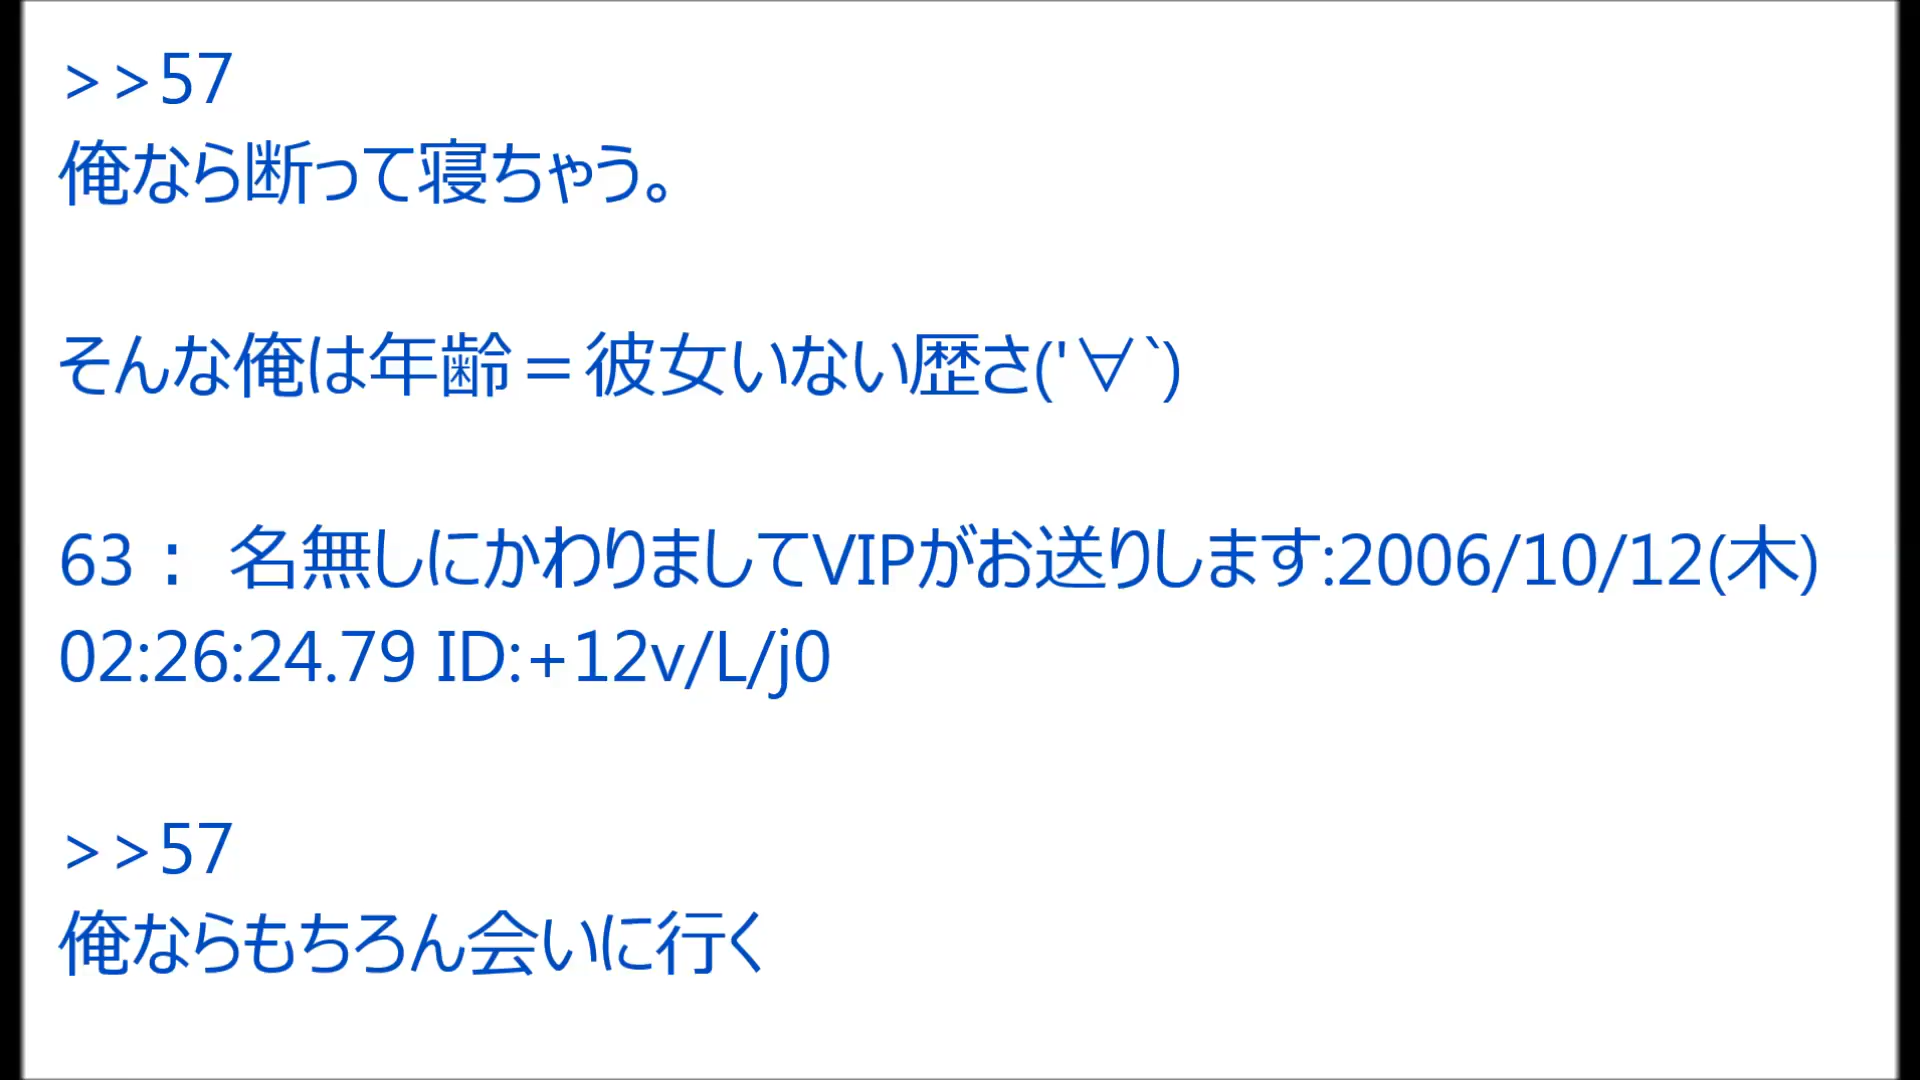 >>57
俺なら断って寝ちゃう。
そんな俺は年齢＝彼女いない歴さ('∀`)
63： 名無しにかわりましてVIPがお送りします:2006/10/12(木)
02:26:24.79 ID:+12v/L/j0
>>57
俺ならもちろん会いに行く